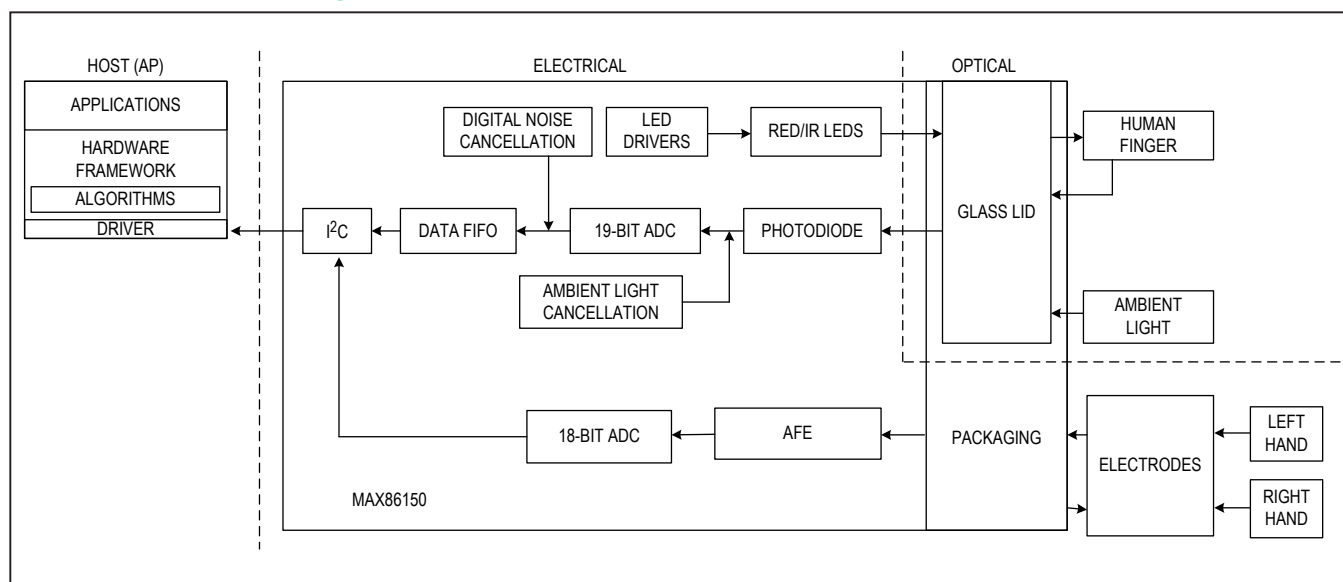 HOST (AP)
APPLICATIONS
HARDWARE
FRAMEWORK
ALGORITHMS
DRIVER
ELECTRICAL
OPTICAL
DIGITAL NOISE
CANCELLATION
LED
DRIVERS
RED/IR LEDS
HUMAN
FINGER
GLASS LID
I²C
DATA FIFO
19-BIT ADC
PHOTODIODE
AMBIENT LIGHT
CANCELLATION
AMBIENT
LIGHT
18-BIT ADC
AFE
PACKAGING
ELECTRODES
LEFT
HAND
RIGHT
HAND
MAX86150